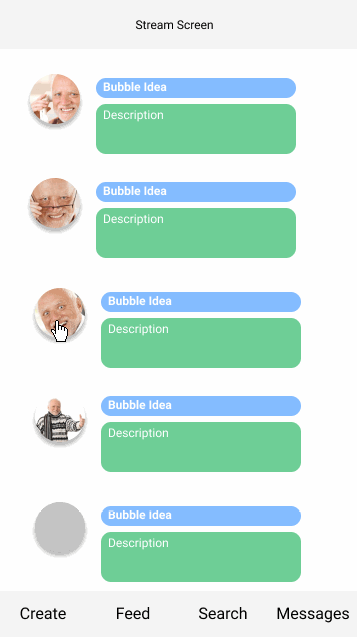 Stream Screen
Bubble Idea
Description
Bubble Idea
Description
Bubble Idea
Description
Bubble Idea
Description
Bubble Idea
Description
Create Feed Search Messages